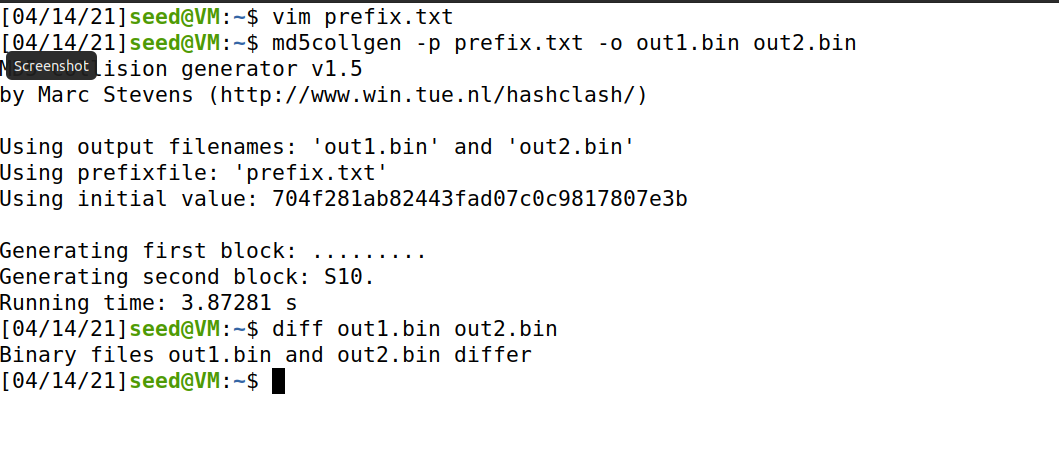 [04/14/21]seed@VM:~$ vim prefix.txt
[04/14/21]seed@VM:~$ md5collgen -p prefix.txt -o out1.bin out2.bin
Screenshot
generator v1.5
by Marc Stevens (http://www.win.tue.nl/hashclash/)
Using output filenames: 'out1.bin' and 'out2.bin'
Using prefixfile: 'prefix.txt'
Using initial value: 704f281ab82443fad07c0c9817807e3b
Generating first block: .........
Generating second block: S10.
Running time: 3.87281 s
[04/14/21]seed@VM:~$ diff out1.bin out2.bin
Binary files out1.bin and out2.bin differ
[04/14/21]seed@VM:~$